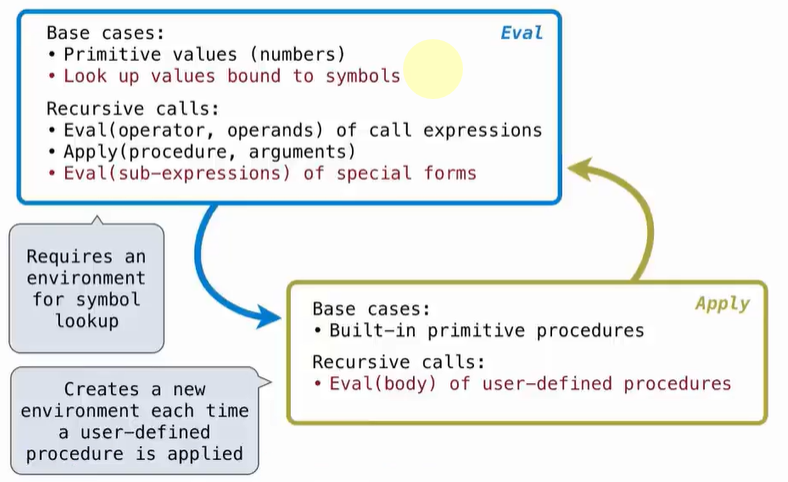 Eval
Base cases:
• Primitive values (numbers)
• Look up values bound to symbols
Recursive calls:
• Eval(operator, operands) of call expressions
• Apply(procedure, arguments)
• Eval(sub-expressions) of special forms
Requires an
environment
for symbol
lookup
Apply
Base cases:
• Built-in primitive procedures
Recursive calls:
• Eval(body) of user-defined procedures
Creates a new
environment each time
a user-defined
procedure is applied